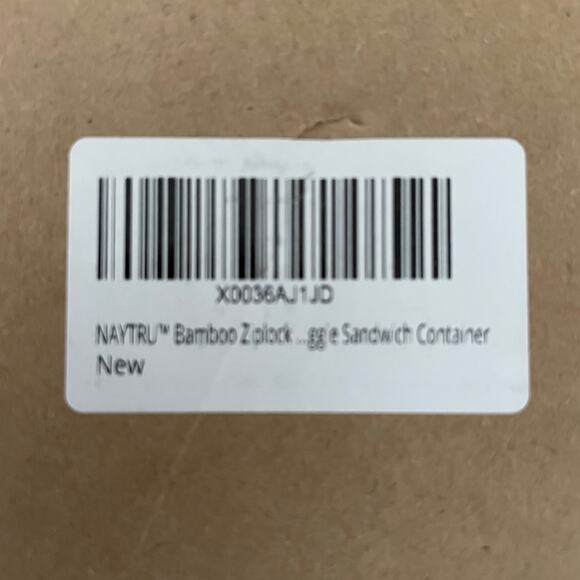 X0036AJ1JD
NAYTRU™ Bamboo Ziplock ...ggie Sandwich Container
New